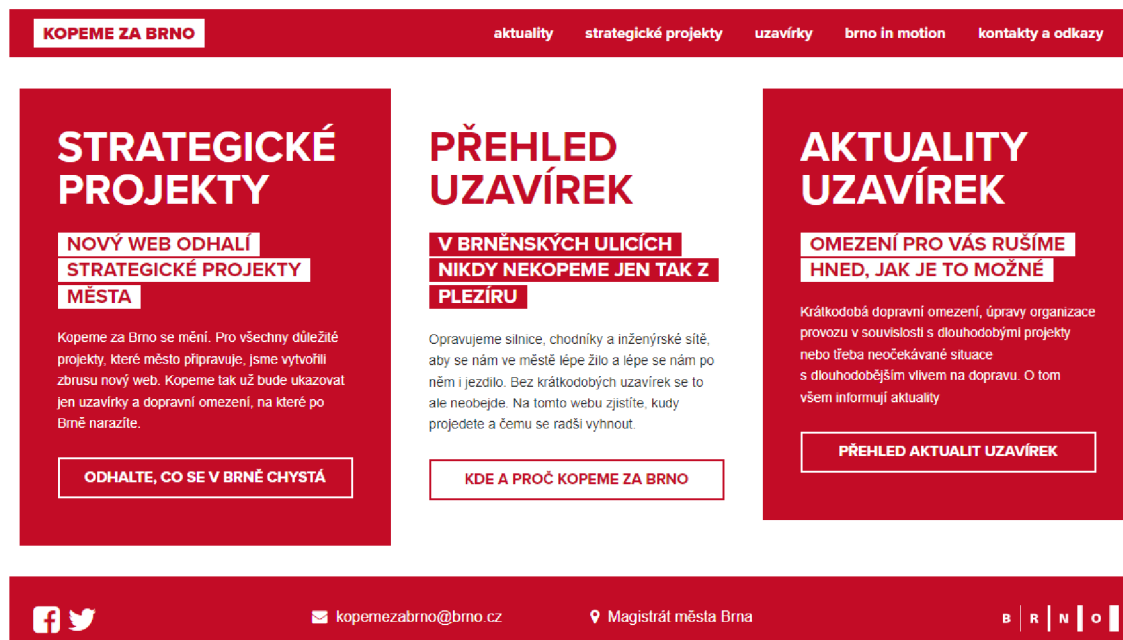 KOPEME ZA BRNO
aktuality
strategické projekty
uzavírky
brno in motion
kontakty a odkazy
STRATEGICKÉ
PROJEKTY
NOVÝ WEB ODHALÍ
STRATEGICKÉ PROJEKTY
MĚSTA
Kopeme za Brno se mění. Pro všechny důležité
projekty, které město připravuje, jsme vytvořili
zbrusu nový web. Kopeme tak už bude ukazovat
jen uzavírky a dopravní omezení, na které po
Brně narazíte.
ODHALTE, CO SE V BRNĚ CHYSTÁ
PŘEHLED
UZAVÍREK
V BRNĚNSKÝCH ULICÍCH
NIKDY NEKOPEME JEN TAK Z
PLEZÍRU
Opravujeme silnice, chodníky a inženýrské sítě,
aby se nám ve městě lépe žilo a lépe se nám po
něm i jezdilo. Bez krátkodobých uzavírek se to
ale neobejde. Na tomto webu zjistíte, kudy
projedete a čemu se radši vyhnout.
KDE A PROČ KOPEME ZA BRNO
AKTUALITY
UZAVÍREK
OMEZENÍ PRO VÁS RUŠÍME
HNED, JAK JE TO MOŽNÉ
Krátkodobá dopravní omezení, úpravy organizace
provozu v souvislosti s dlouhodobými projekty
nebo třeba neočekávané situace
s dlouhodobějším vlivem na dopravu. O tom
všem informují aktuality
PŘEHLED AKTUALIT UZAVÍREK
kopemezabrno@brno.cz
Magistrát města Brna
BRNO